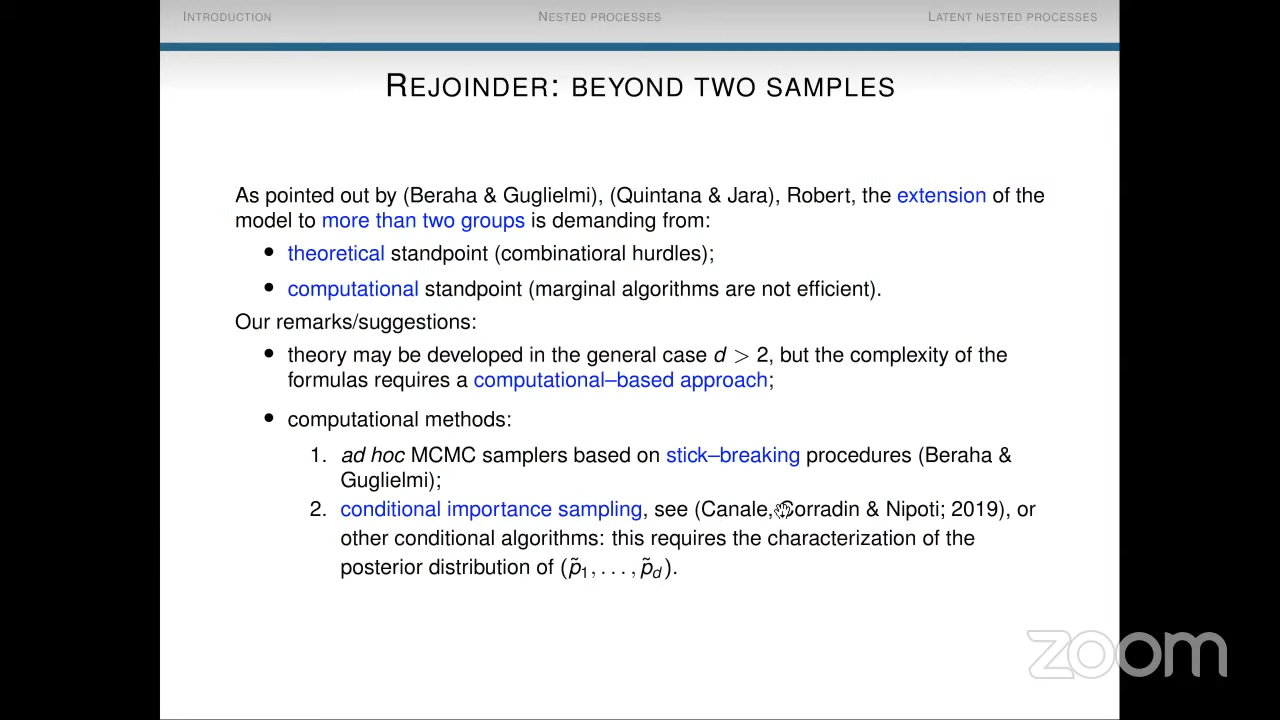 INTRODUCTION NESTED PROCESSES LATENT NESTED PROCESSES
REJOINDER: BEYOND TWO SAMPLES
As pointed out by (Beraha & Guglielmi), (Quintana & Jara), Robert, the extension of the
model to more than two groups is demanding from:
• theoretical standpoint (combinatioral hurdles);
• computational standpoint (marginal algorithms are not efficient).
Our remarks/suggestions:
• theory may be developed in the general case d > 2, but the complexity of the
formulas requires a computational–based approach;
• computational methods:
1. ad hoc MCMC samplers based on stick–breaking procedures (Beraha &
Guglielmi);
2. conditional importance sampling, see (Canale, Corradin & Nipoti; 2019), or
other conditional algorithms: this requires the characterization of the
posterior distribution of (p̃₁, . . . , p̃_d).
zoom